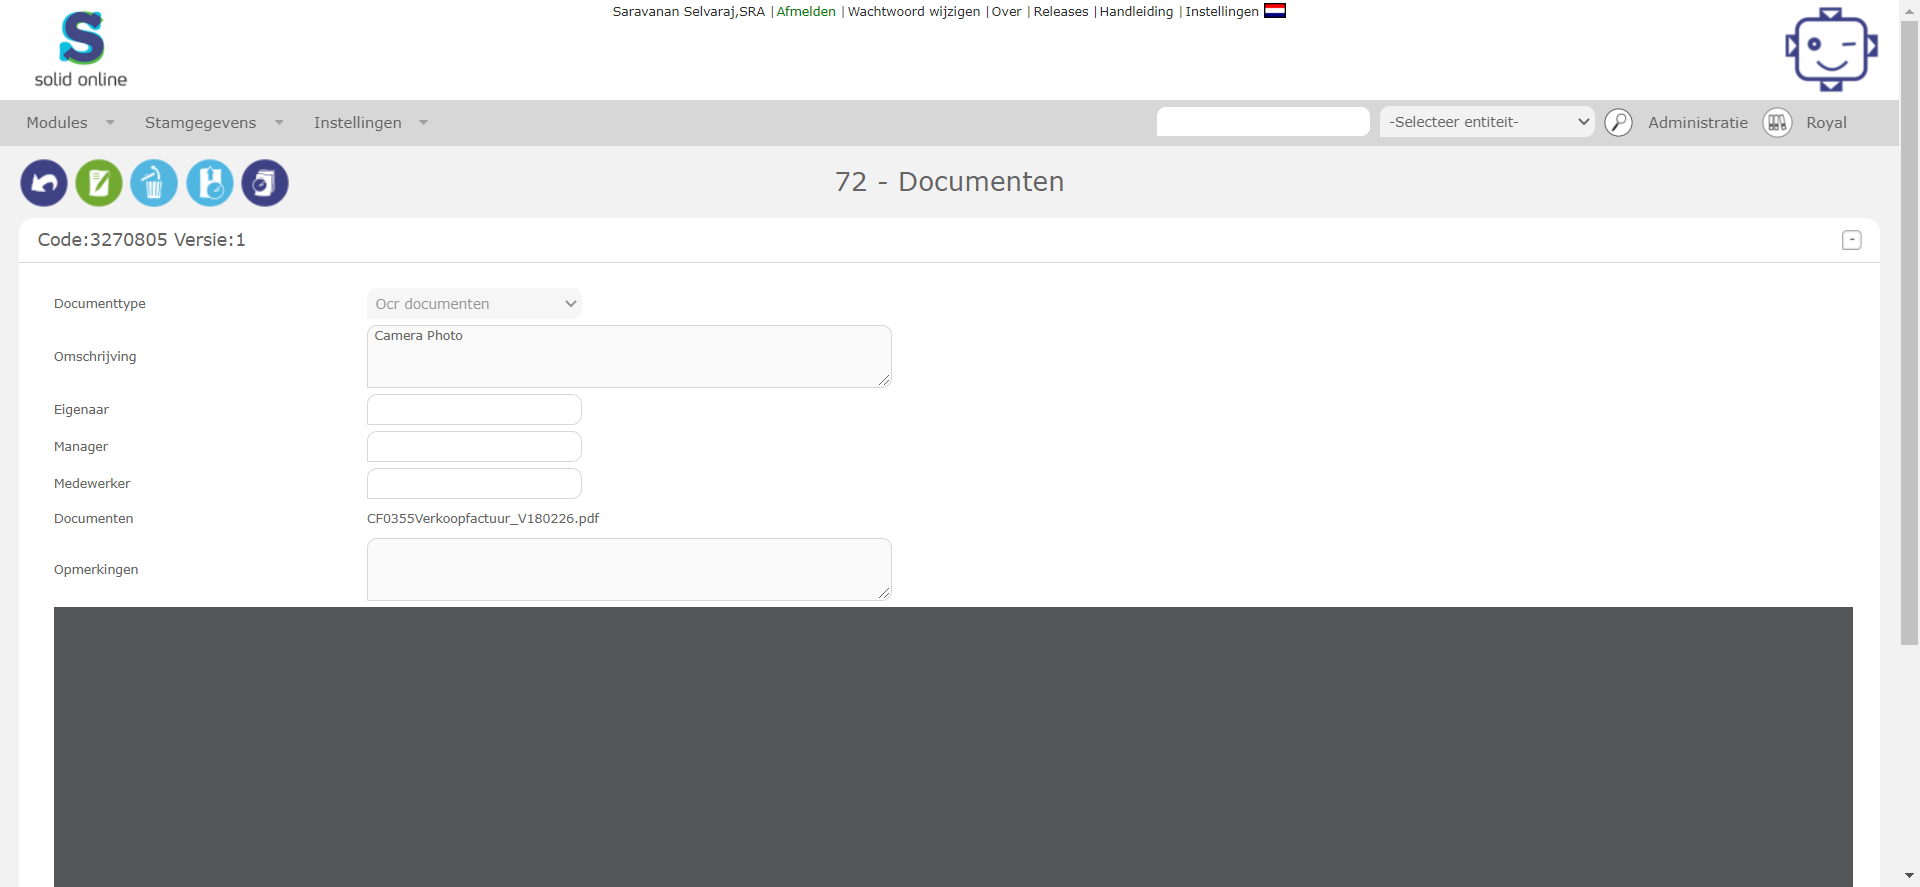 Saravanan Selvaraj,SRA |Afmelden |Wachtwoord wijzigen |Over |Releases |Handleiding |Instellingen
S
solid online
Modules Stamgegevens Instellingen -Selecteer entiteit- Administratie Royal
72 - Documenten
Code:3270805 Versie:1
-
Documenttype Ocr documenten
Omschrijving Camera Photo
Eigenaar
Manager
Medewerker
Documenten CF0355Verkoopfactuur_V180226.pdf
Opmerkingen